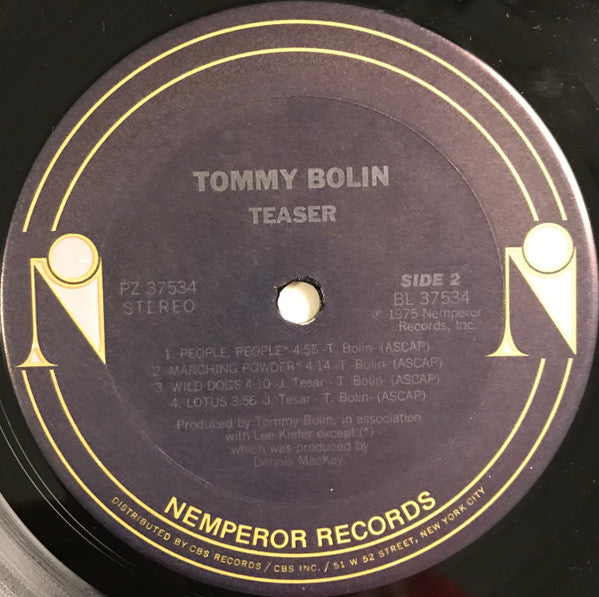 TOMMY BOLIN
TEASER
PZ 37534
STEREO
SIDE 2
BL 37534
℗ 1975 Nemperor
Records, Inc.
1. PEOPLE, PEOPLE* 4:55 -T. Bolin- (ASCAP)
2. MARCHING POWDER* 4:14 -T. Bolin- (ASCAP)
3. WILD DOGS 4:10 -J. Tesar - T. Bolin- (ASCAP)
4. LOTUS 3:56 -J. Tesar - T. Bolin- (ASCAP)
Produced by Tommy Bolin, in association
with Lee Kiefer except (*)
which was produced by
Dennis MacKay
NEMPEROR RECORDS
DISTRIBUTED BY CBS RECORDS / CBS INC. / 51 W 52 STREET, NEW YORK CITY